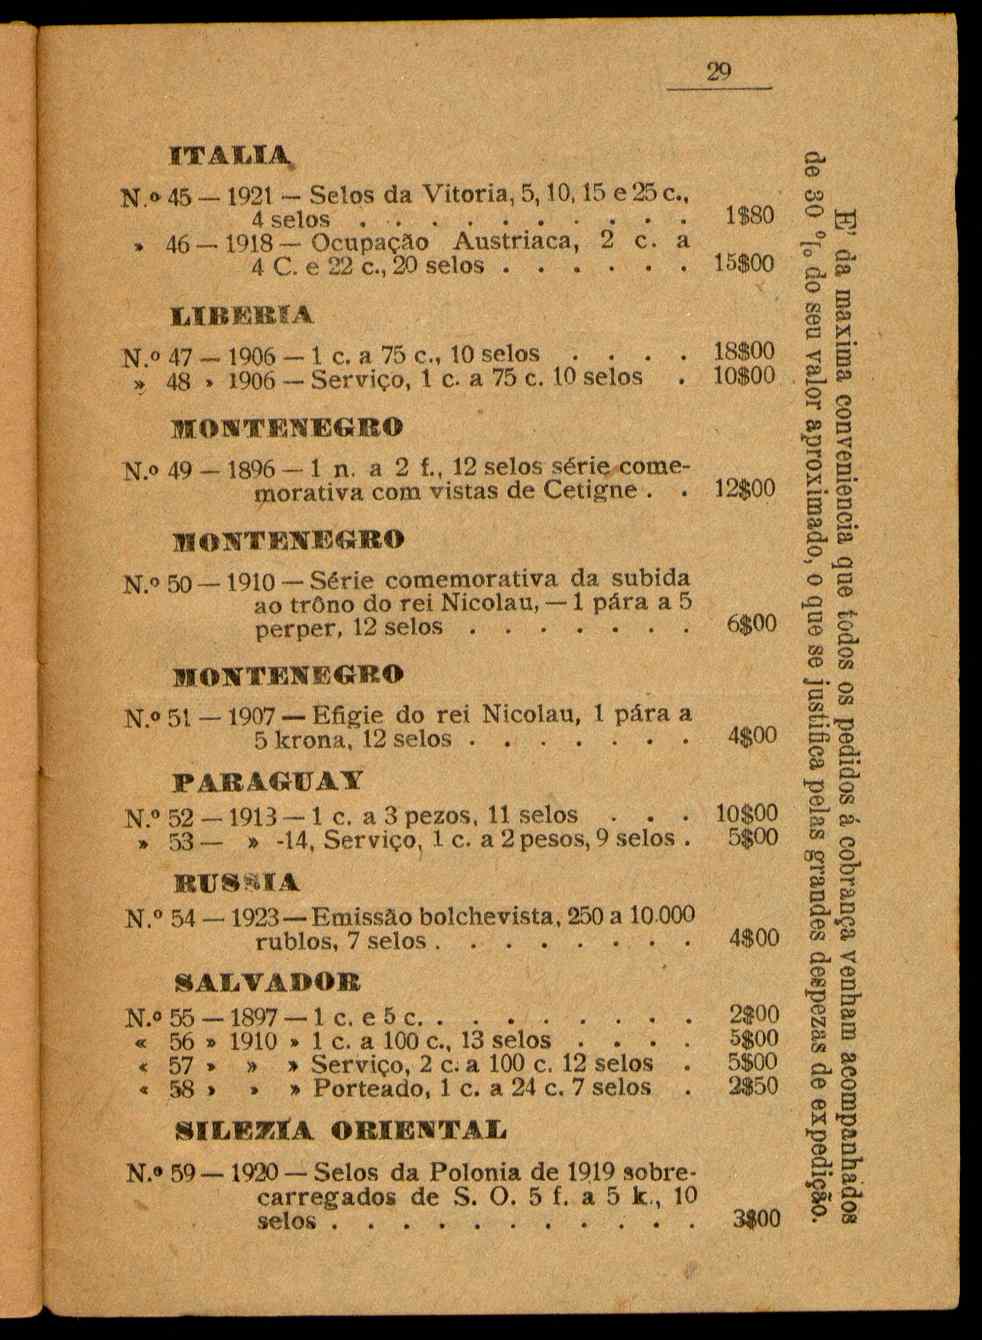 29
ITALIA
N.º 45 — 1921 — Selos da Vitoria, 5, 10, 15 e 25 c.,
4 selos . . . . . . . . . . 1$80
» 46 — 1918 — Ocupação Austriaca, 2 c. a
4 C. e 22 c., 20 selos . . . . . . 15$00
LIBERIA
N.º 47 — 1906 — 1 c. a 75 c., 10 selos . . . . 18$00
» 48 » 1906 — Serviço, 1 c. a 75 c. 10 selos . 10$00
MONTENEGRO
N.º 49 — 1896 — 1 n. a 2 f., 12 selos série come-
morativa com vistas de Cetigne . . 12$00
MONTENEGRO
N.º 50 — 1910 — Série comemorativa da subida
ao trôno do rei Nicolau, — 1 pára a 5
perper, 12 selos . . . . . . . 6$00
MONTENEGRO
N.º 51 — 1907 — Efigie do rei Nicolau, 1 pára a
5 krona, 12 selos . . . . . . . 4$00
PARAGUAY
N.º 52 — 1913 — 1 c. a 3 pezos, 11 selos . . . 10$00
» 53 — » -14, Serviço, 1 c. a 2 pesos, 9 selos . 5$00
RUSSIA
N.º 54 — 1923 — Emissão bolchevista, 250 a 10.000
rublos, 7 selos . . . . . . . . 4$00
SALVADOR
N.º 55 — 1897 — 1 c. e 5 c. . . . . . . . . 2$00
« 56 » 1910 » 1 c. a 100 c., 13 selos . . . . 5$00
« 57 » » » Serviço, 2 c. a 100 c. 12 selos . 5$00
« 58 » » » Porteado, 1 c. a 24 c. 7 selos . 2$50
SILEZIA ORIENTAL
N.º 59 — 1920 — Selos da Polonia de 1919 sobre-
carregados de S. O. 5 f. a 5 k., 10
selos . . . . . . . . . . . 3$00
E' da maxima conveniencia que todos os pedidos á cobrança venham acompanhados
de 30 % do seu valor aproximado, o que se justifica pelas grandes despezas de expedição.